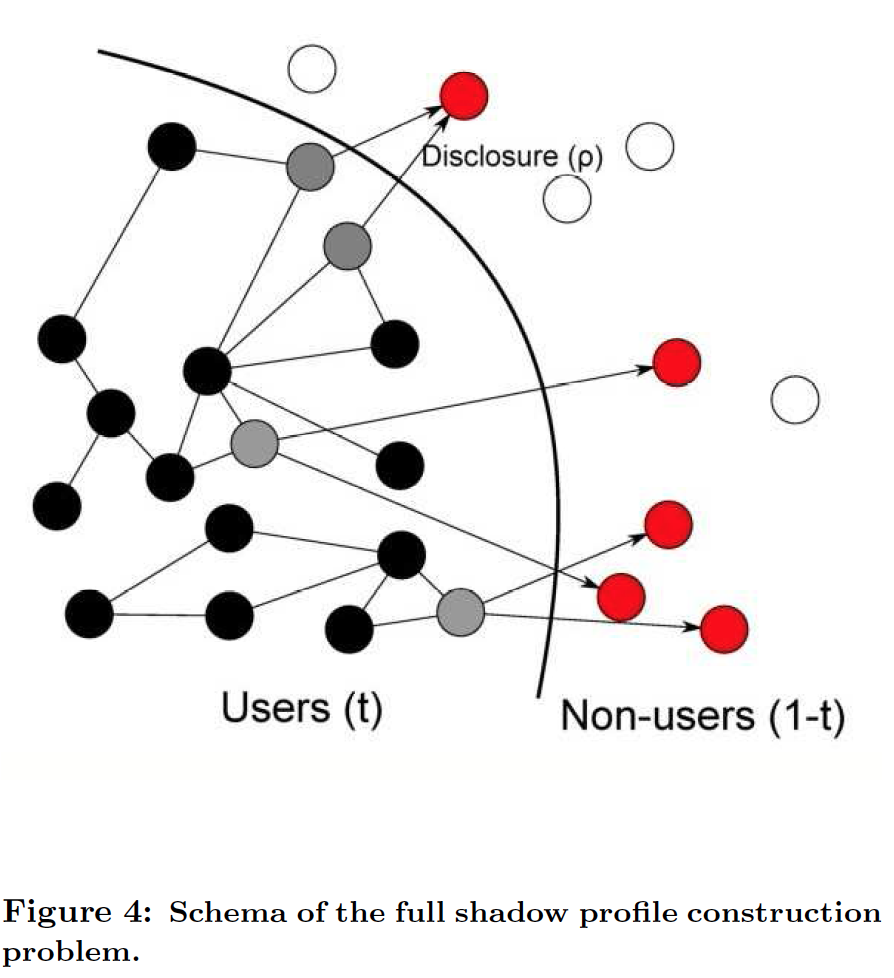 Disclosure (ρ)
Users (t)
Non-users (1-t)
Figure 4: Schema of the full shadow profile construction
problem.